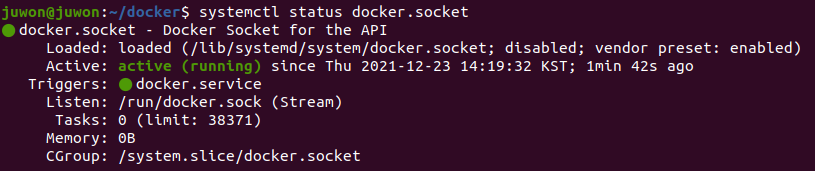 juwon@juwon:~/docker$ systemctl status docker.socket
● docker.socket - Docker Socket for the API
Loaded: loaded (/lib/systemd/system/docker.socket; disabled; vendor preset: enabled)
Active: active (running) since Thu 2021-12-23 14:19:32 KST; 1min 42s ago
Triggers: ● docker.service
Listen: /run/docker.sock (Stream)
Tasks: 0 (limit: 38371)
Memory: 0B
CGroup: /system.slice/docker.socket